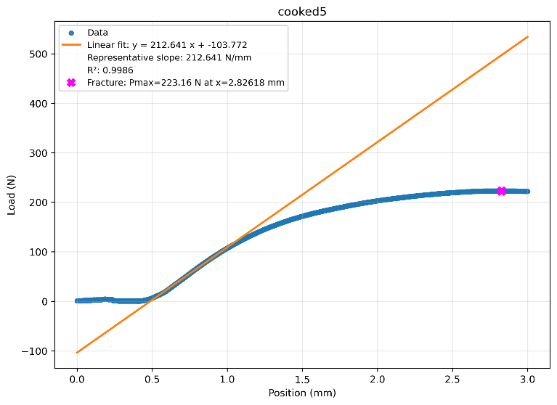 cooked5
Data
Linear fit: y = 212.641 x + -103.772
Representative slope: 212.641 N/mm
R²: 0.9986
Fracture: Pmax=223.16 N at x=2.82618 mm
500
400
300
200
100
0
−100
Load (N)
0.0 0.5 1.0 1.5 2.0 2.5 3.0
Position (mm)